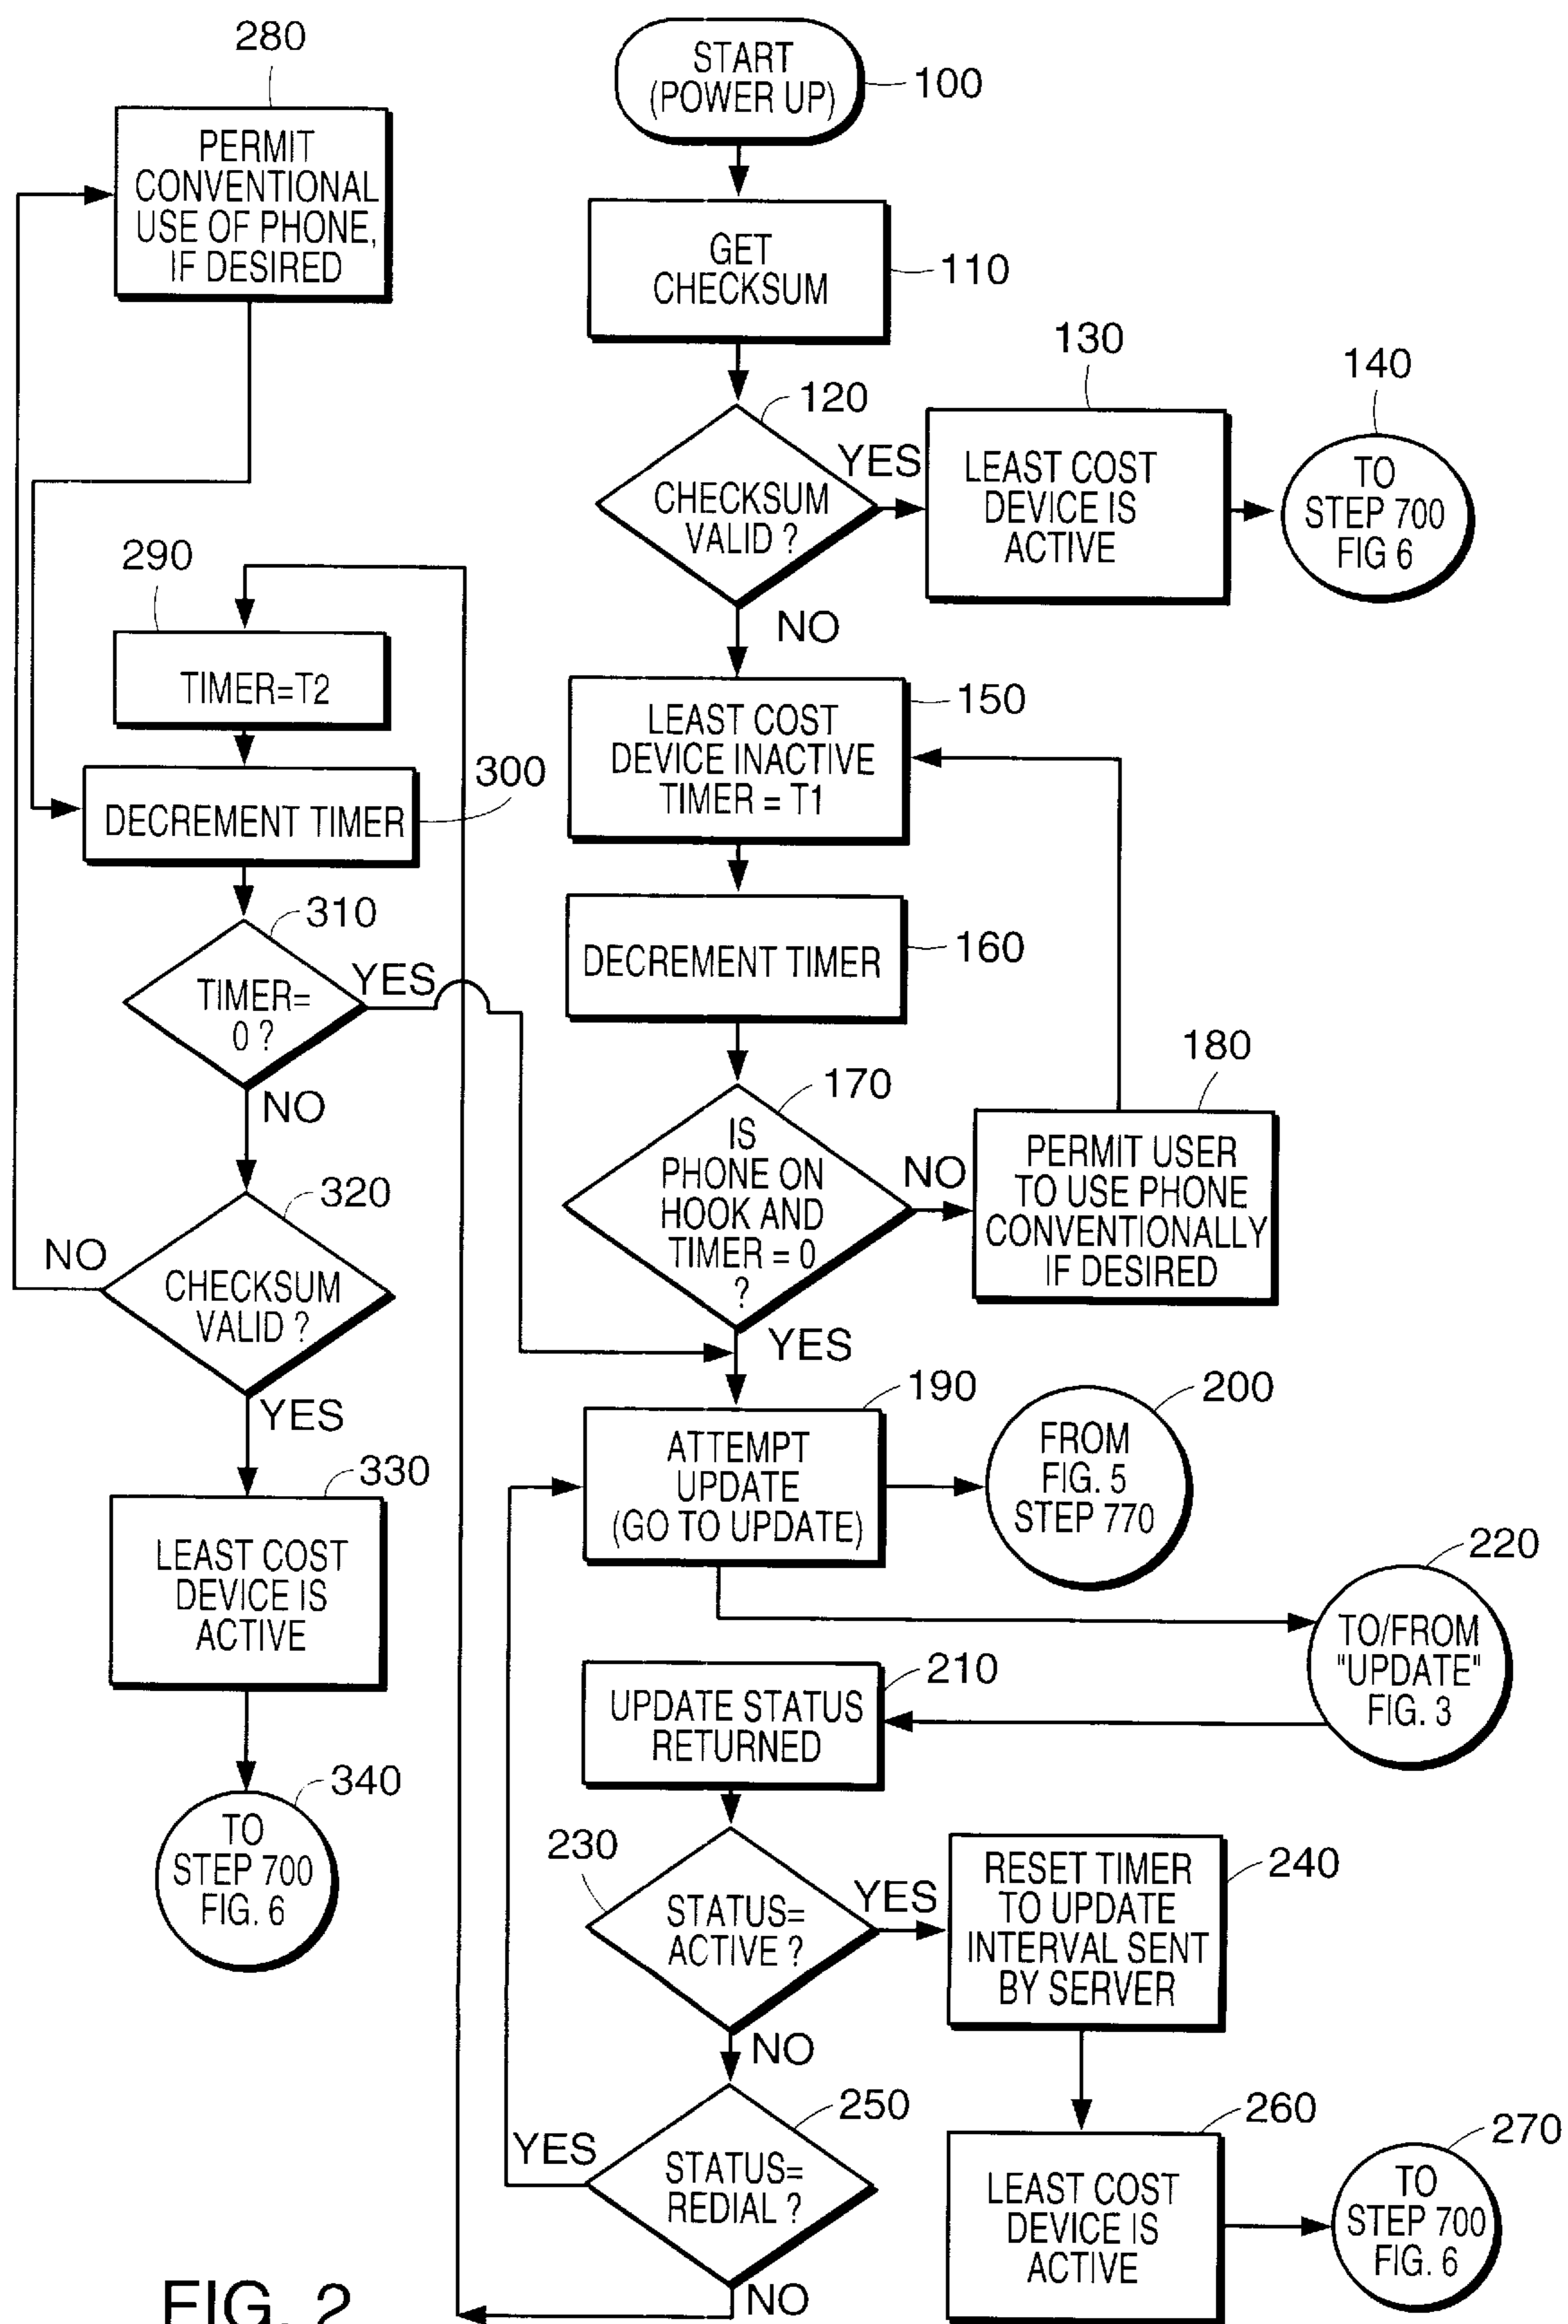 280
PERMIT
CONVENTIONAL
USE OF PHONE,
IF DESIRED
START
(POWER UP)
100
GET
CHECKSUM
110
120
CHECKSUM
VALID ?
YES
NO
130
LEAST COST
DEVICE IS
ACTIVE
140
TO
STEP 700
FIG 6
290
TIMER=T2
300
DECREMENT TIMER
310
TIMER=
0 ?
YES
NO
320
CHECKSUM
VALID ?
NO
YES
330
LEAST COST
DEVICE IS
ACTIVE
340
TO
STEP 700
FIG. 6
150
LEAST COST
DEVICE INACTIVE
TIMER = T1
160
DECREMENT TIMER
170
IS
PHONE ON
HOOK AND
TIMER = 0
?
NO
YES
180
PERMIT USER
TO USE PHONE
CONVENTIONALLY
IF DESIRED
190
ATTEMPT
UPDATE
(GO TO UPDATE)
200
FROM
FIG. 5
STEP 770
220
TO/FROM
"UPDATE"
FIG. 3
210
UPDATE STATUS
RETURNED
230
STATUS=
ACTIVE ?
YES
NO
240
RESET TIMER
TO UPDATE
INTERVAL SENT
BY SERVER
250
STATUS=
REDIAL ?
YES
NO
260
LEAST COST
DEVICE IS
ACTIVE
270
TO
STEP 700
FIG. 6
FIG. 2